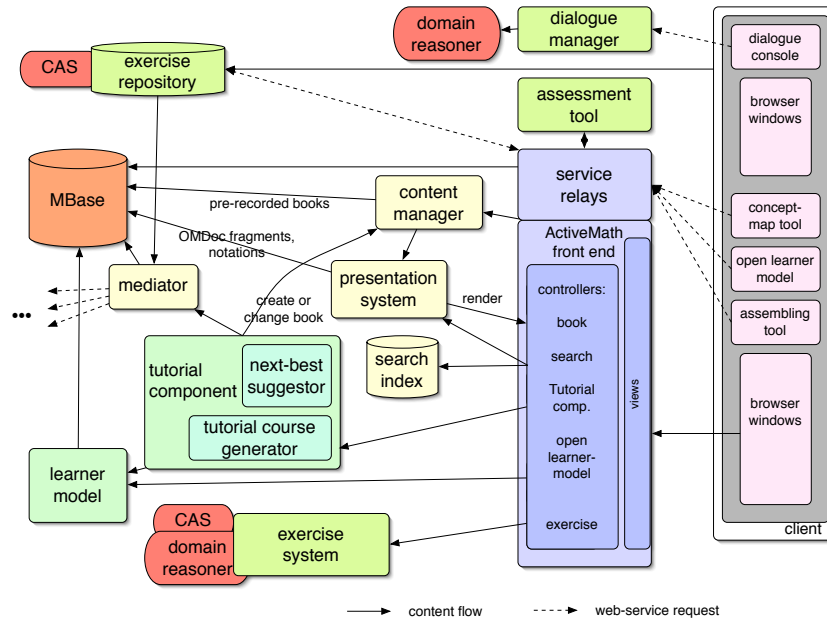 domain
reasoner
dialogue
manager
dialogue
console
CAS
exercise
repository
assessment
tool
browser
windows
MBase
service
relays
content
manager
pre-recorded books
concept-
map tool
OMDoc fragments,
notations
ActiveMath
front end
open learner
model
mediator
presentation
system
controllers:
create or
change book
render
book
assembling
tool
...
tutorial
component
next-best
suggestor
search
index
search
views
Tutorial
comp.
browser
windows
tutorial course
generator
open
learner-
model
learner
model
CAS
domain
reasoner
exercise
system
exercise
client
content flow
web-service request